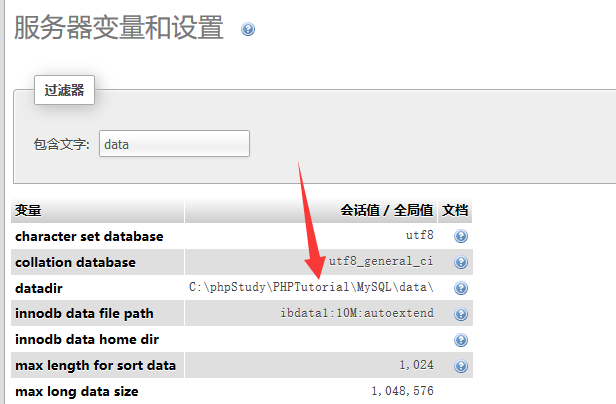 服务器变量和设置
过滤器
包含文字: data
变量 会话值 / 全局值 文档
character set database utf8
collation database utf8_general_ci
datadir C:\phpStudy\PHPTutorial\MySQL\data\
innodb data file path ibdata1:10M:autoextend
innodb data home dir
max length for sort data 1,024
max long data size 1,048,576